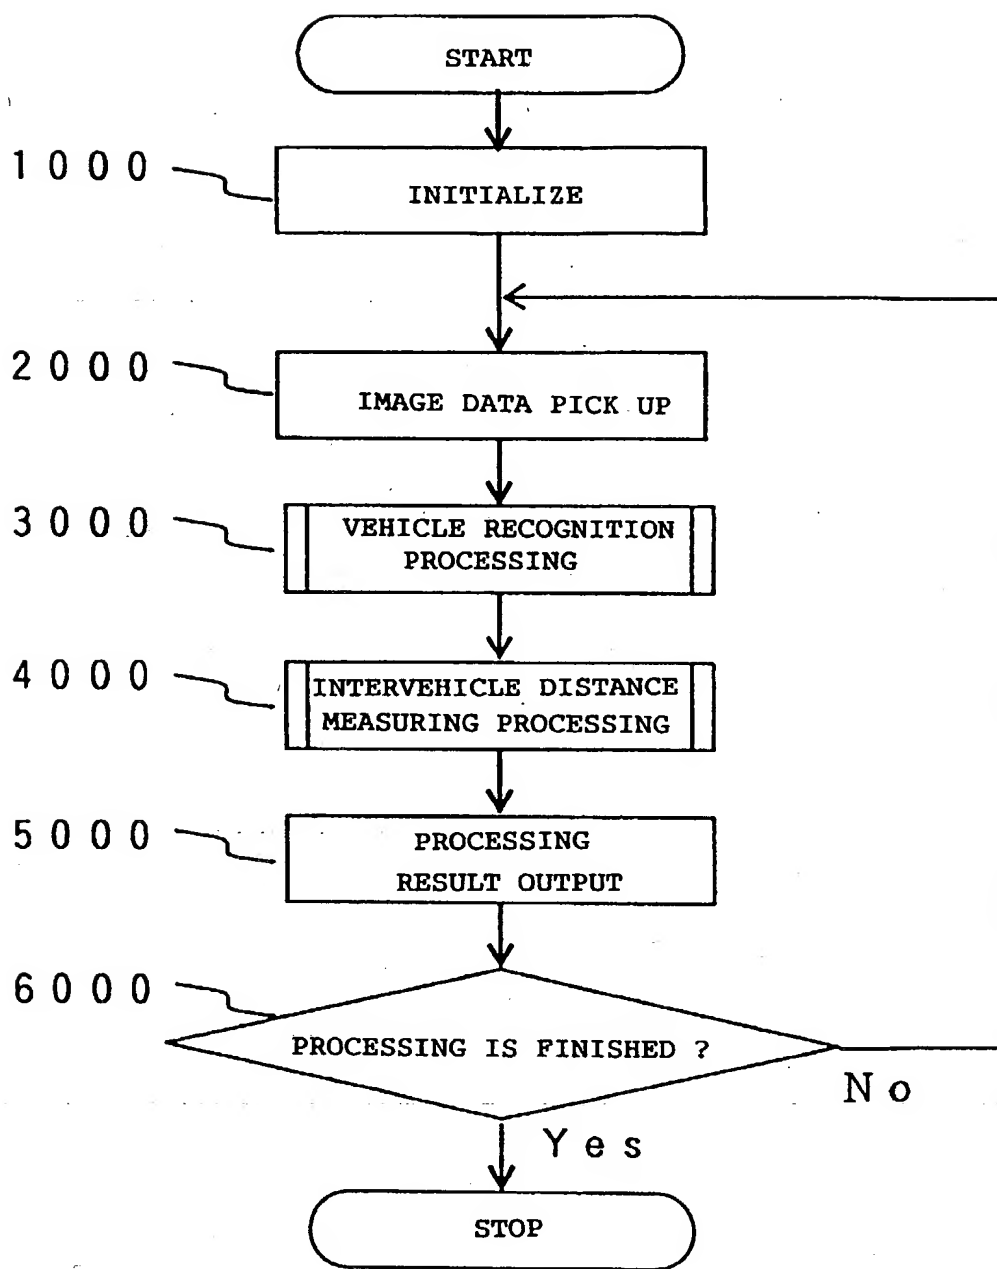 START
1000
INITIALIZE
2000
IMAGE DATA PICK UP
3000
VEHICLE RECOGNITION
PROCESSING
4000
INTERVEHICLE DISTANCE
MEASURING PROCESSING
5000
PROCESSING
RESULT OUTPUT
6000
PROCESSING IS FINISHED ?
No
Yes
STOP